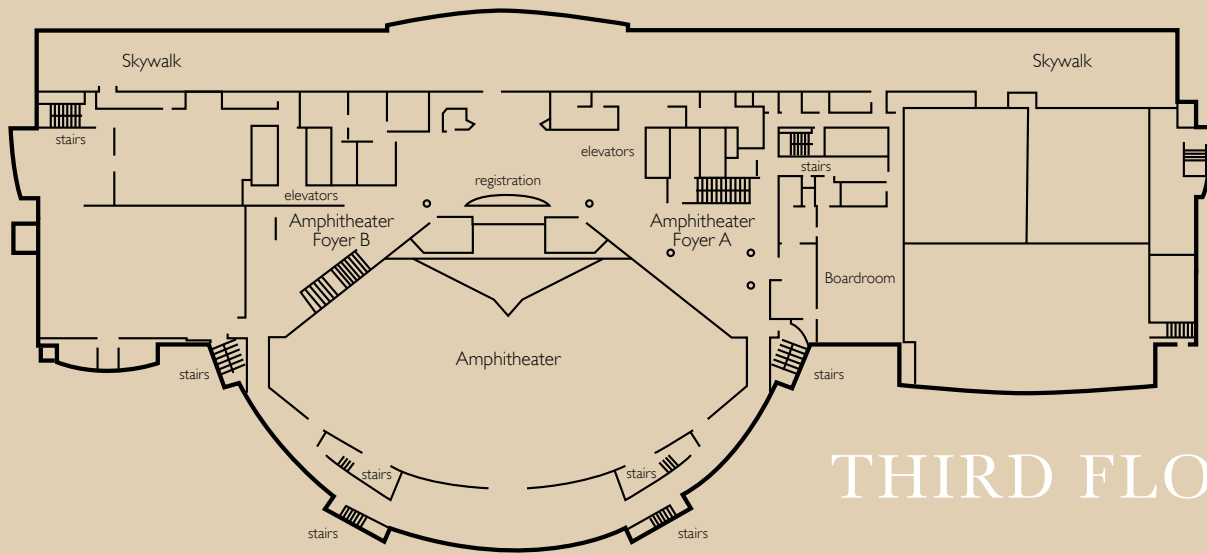 Skywalk
Skywalk
stairs
elevators
stairs
registration
elevators
Amphitheater
Foyer B
Amphitheater
Foyer A
Boardroom
Amphitheater
stairs
stairs
stairs
stairs
THIRD FLO
stairs
stairs